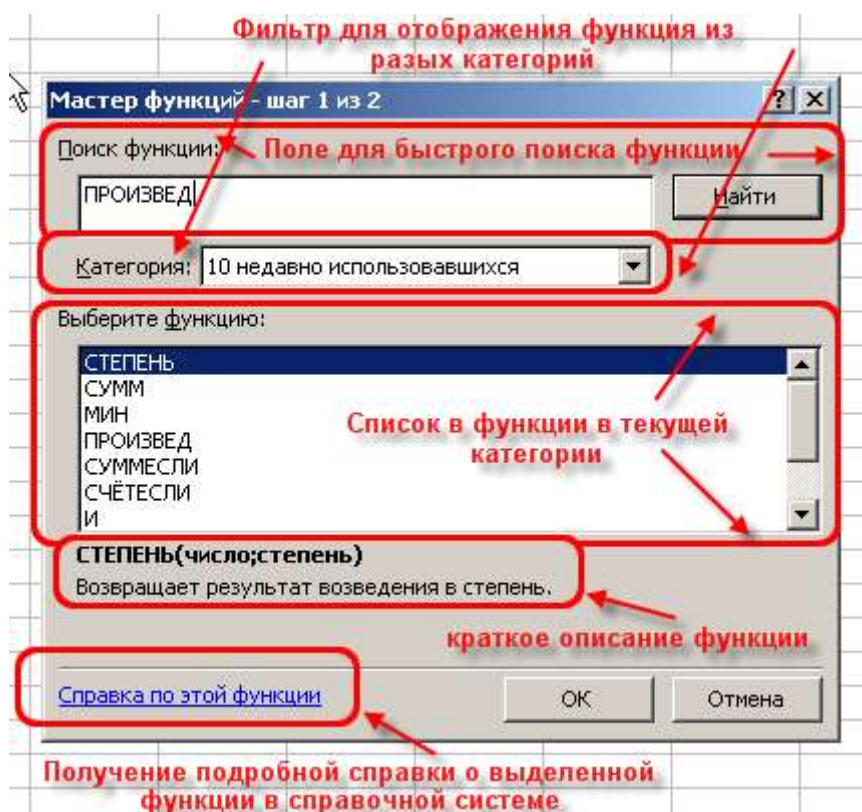 Фильтр для отображения функция из
разых категорий
Мастер функций - шаг 1 из 2
Поиск функции:
Поле для быстрого поиска функции
ПРОИЗВЕД
Найти
Категория:
10 недавно использовавшихся
Выберите функцию:
СТЕПЕНЬ
СУММ
МИН
ПРОИЗВЕД
СУММЕСЛИ
СЧЁТЕСЛИ
И
Список в функции в текущей
категории
СТЕПЕНЬ(число;степень)
Возвращает результат возведения в степень.
краткое описание функции
Справка по этой функции
ОК
Отмена
Получение подробной справки о выделенной
функции в справочной системе